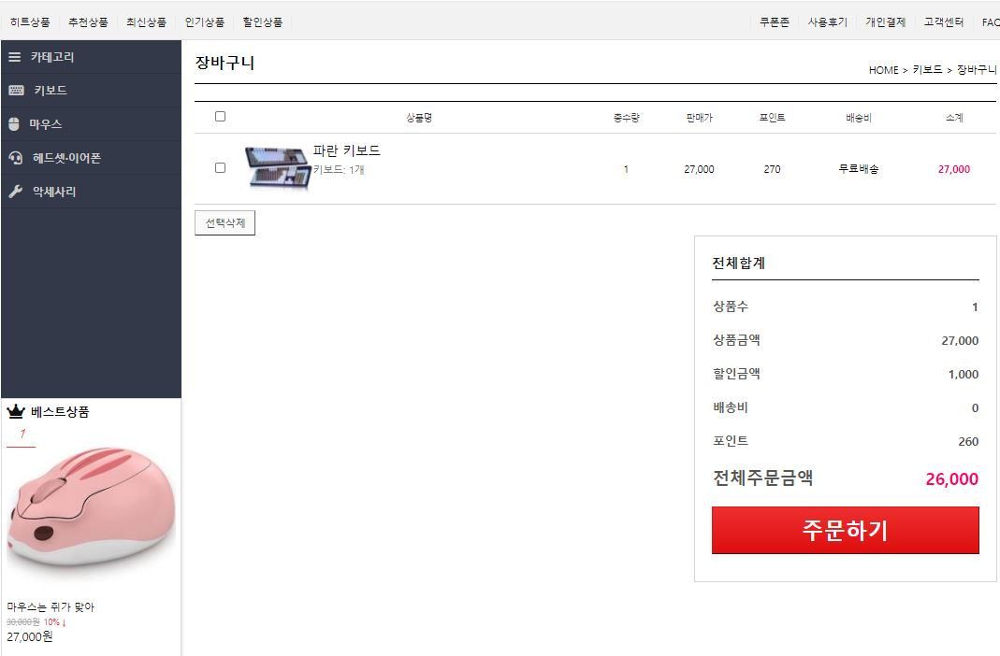 히트상품 추천상품 최신상품 인기상품 할인상품 쿠폰존 사용후기 개인결제 고객센터 FAQ
카테고리
키보드
마우스
헤드셋·이어폰
악세사리
베스트상품
1
마우스는 쥐가 맞아
30,000원 10%↓
27,000원
장바구니
HOME > 키보드 > 장바구니
상품명 총수량 판매가 포인트 배송비 소계
파란 키보드
키보드: 1개
1 27,000 270 무료배송 27,000
선택삭제
전체합계
상품수 1
상품금액 27,000
할인금액 1,000
배송비 0
포인트 260
전체주문금액 26,000
주문하기